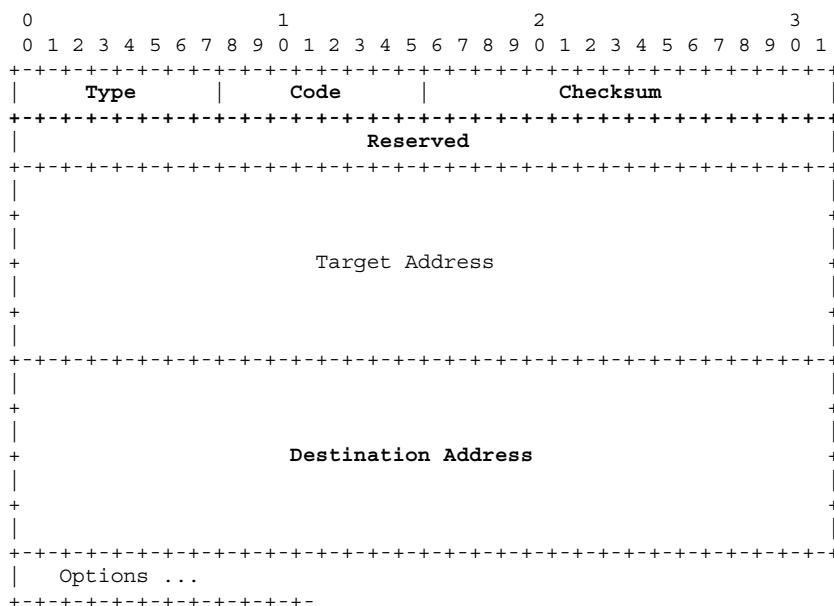 0                   1                   2                   3
 0 1 2 3 4 5 6 7 8 9 0 1 2 3 4 5 6 7 8 9 0 1 2 3 4 5 6 7 8 9 0 1
+-+-+-+-+-+-+-+-+-+-+-+-+-+-+-+-+-+-+-+-+-+-+-+-+-+-+-+-+-+-+-+-+
|     Type      |     Code      |          Checksum             |
+-+-+-+-+-+-+-+-+-+-+-+-+-+-+-+-+-+-+-+-+-+-+-+-+-+-+-+-+-+-+-+-+
|                           Reserved                            |
+-+-+-+-+-+-+-+-+-+-+-+-+-+-+-+-+-+-+-+-+-+-+-+-+-+-+-+-+-+-+-+-+
|                                                               |
+                                                               +
|                                                               |
+                       Target Address                          +
|                                                               |
+                                                               +
|                                                               |
+-+-+-+-+-+-+-+-+-+-+-+-+-+-+-+-+-+-+-+-+-+-+-+-+-+-+-+-+-+-+-+-+
|                                                               |
+                                                               +
|                                                               |
+                     Destination Address                       +
|                                                               |
+                                                               +
|                                                               |
+-+-+-+-+-+-+-+-+-+-+-+-+-+-+-+-+-+-+-+-+-+-+-+-+-+-+-+-+-+-+-+-+
|   Options ...
+-+-+-+-+-+-+-+-+-+-+-+-